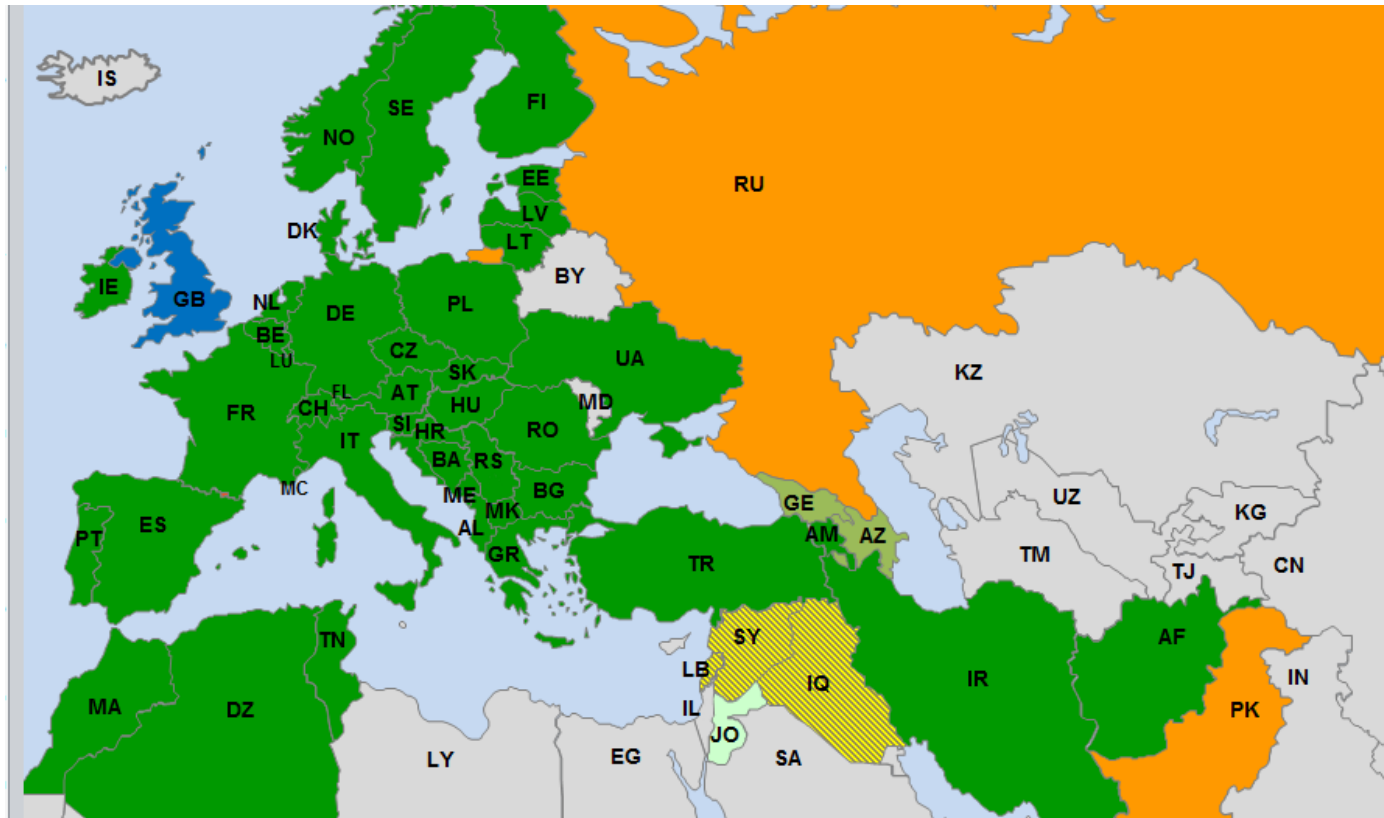 IS
SE
FI
NO
RU
EE
LV
DK
LT
BY
IE
GB
NL
DE
PL
BE
LU
CZ
UA
SK
KZ
FL
AT
CH
HU
MD
FR
SI
HR
RO
IT
BA
RS
MC
ME
BG
UZ
GE
MK
KG
ES
PT
AL
AM
AZ
GR
TR
TM
TJ
CN
TN
SY
AF
LB
IQ
IR
IN
MA
DZ
IL
JO
PK
LY
EG
SA